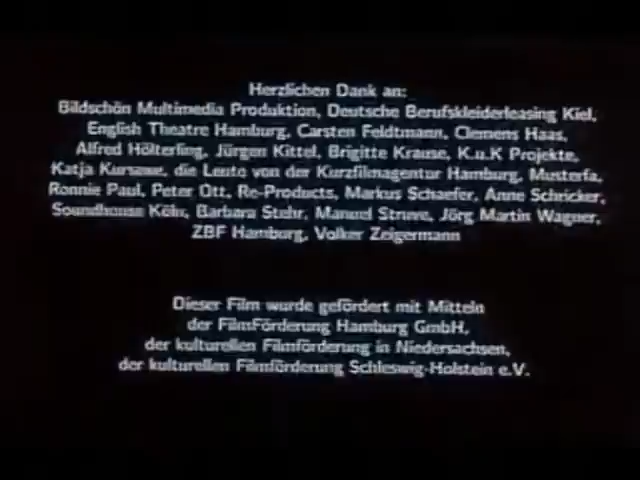 Herzlichen Dank an:
Bildschön Multimedia Produktion, Deutsche Berufskleiderleasing Kiel,
English Theatre Hamburg, Carsten Feldtmann, Clemens Haas,
Alfred Hölterling, Jürgen Kittel, Brigitte Krause, K.u.K Projekte,
Katja die Leute von der Kurzfilmagentur Hamburg, Musterfa,
Ronnie Paul, Peter Ott, Re-Products, Markus Schaefer, Anne Schricker,
Soundhouse Köln, Barbara Stuhr, Manuel Struve, Jörg Martin Wagner,
ZBF Hamburg, Volker Zeigermann
Dieser Film wurde gefördert mit Mitteln
der FilmFörderung Hamburg GmbH,
der kulturellen Filmförderung in Niedersachsen,
der kulturellen Filmförderung Schleswig-Holstein e.V.